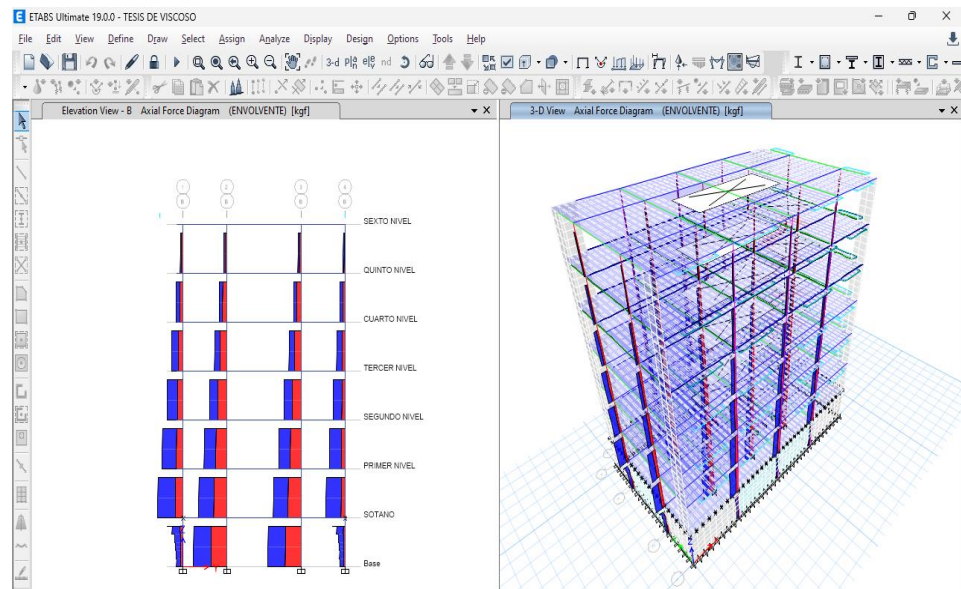 ETABS Ultimate 19.0.0 - TESIS DE VISCOSO
File Edit View Define Draw Select Assign Analyze Display Design Options Tools Help
3-d
nd
Elevation View - B Axial Force Diagram (ENVOLVENTE) [kgf]
3-D View Axial Force Diagram (ENVOLVENTE) [kgf]
1 2 3 4
B B B B
SEXTO NIVEL
QUINTO NIVEL
CUARTO NIVEL
TERCER NIVEL
SEGUNDO NIVEL
PRIMER NIVEL
SOTANO
Base